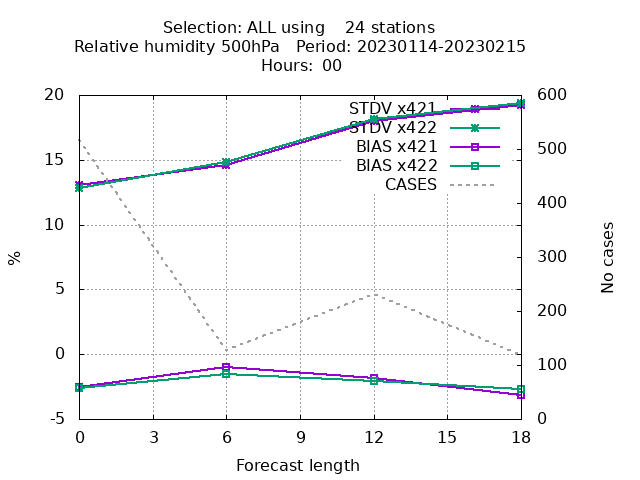 Selection: ALL using    24 stations
Relative humidity 500hPa   Period: 20230114-20230215
Hours: 00
STDV x421
STDV x422
BIAS x421
BIAS x422
CASES
20
15
10
5
0
-5
%
600
500
400
300
200
100
0
No cases
0 3 6 9 12 15 18
Forecast length